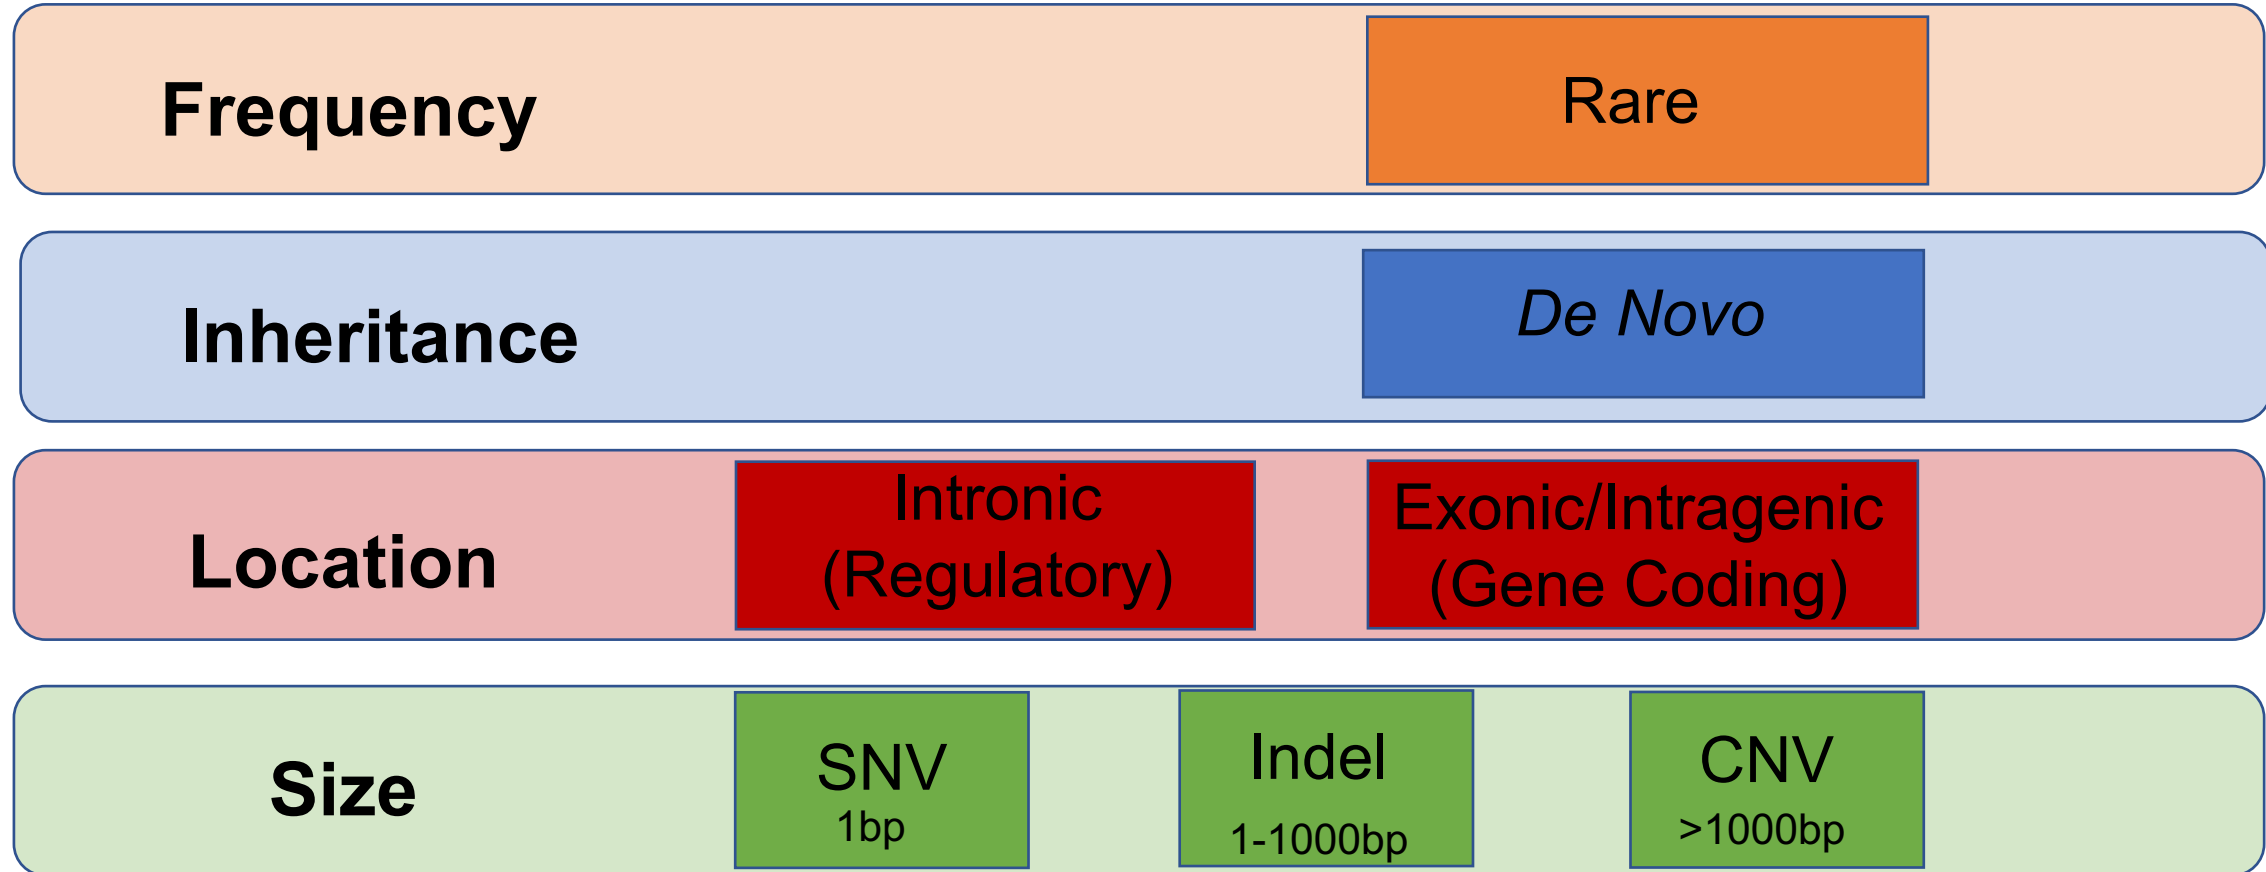 Frequency
Rare
Inheritance
De Novo
Location
Intronic
(Regulatory)
Exonic/Intragenic
(Gene Coding)
Size
SNV
1bp
Indel
1-1000bp
CNV
>1000bp